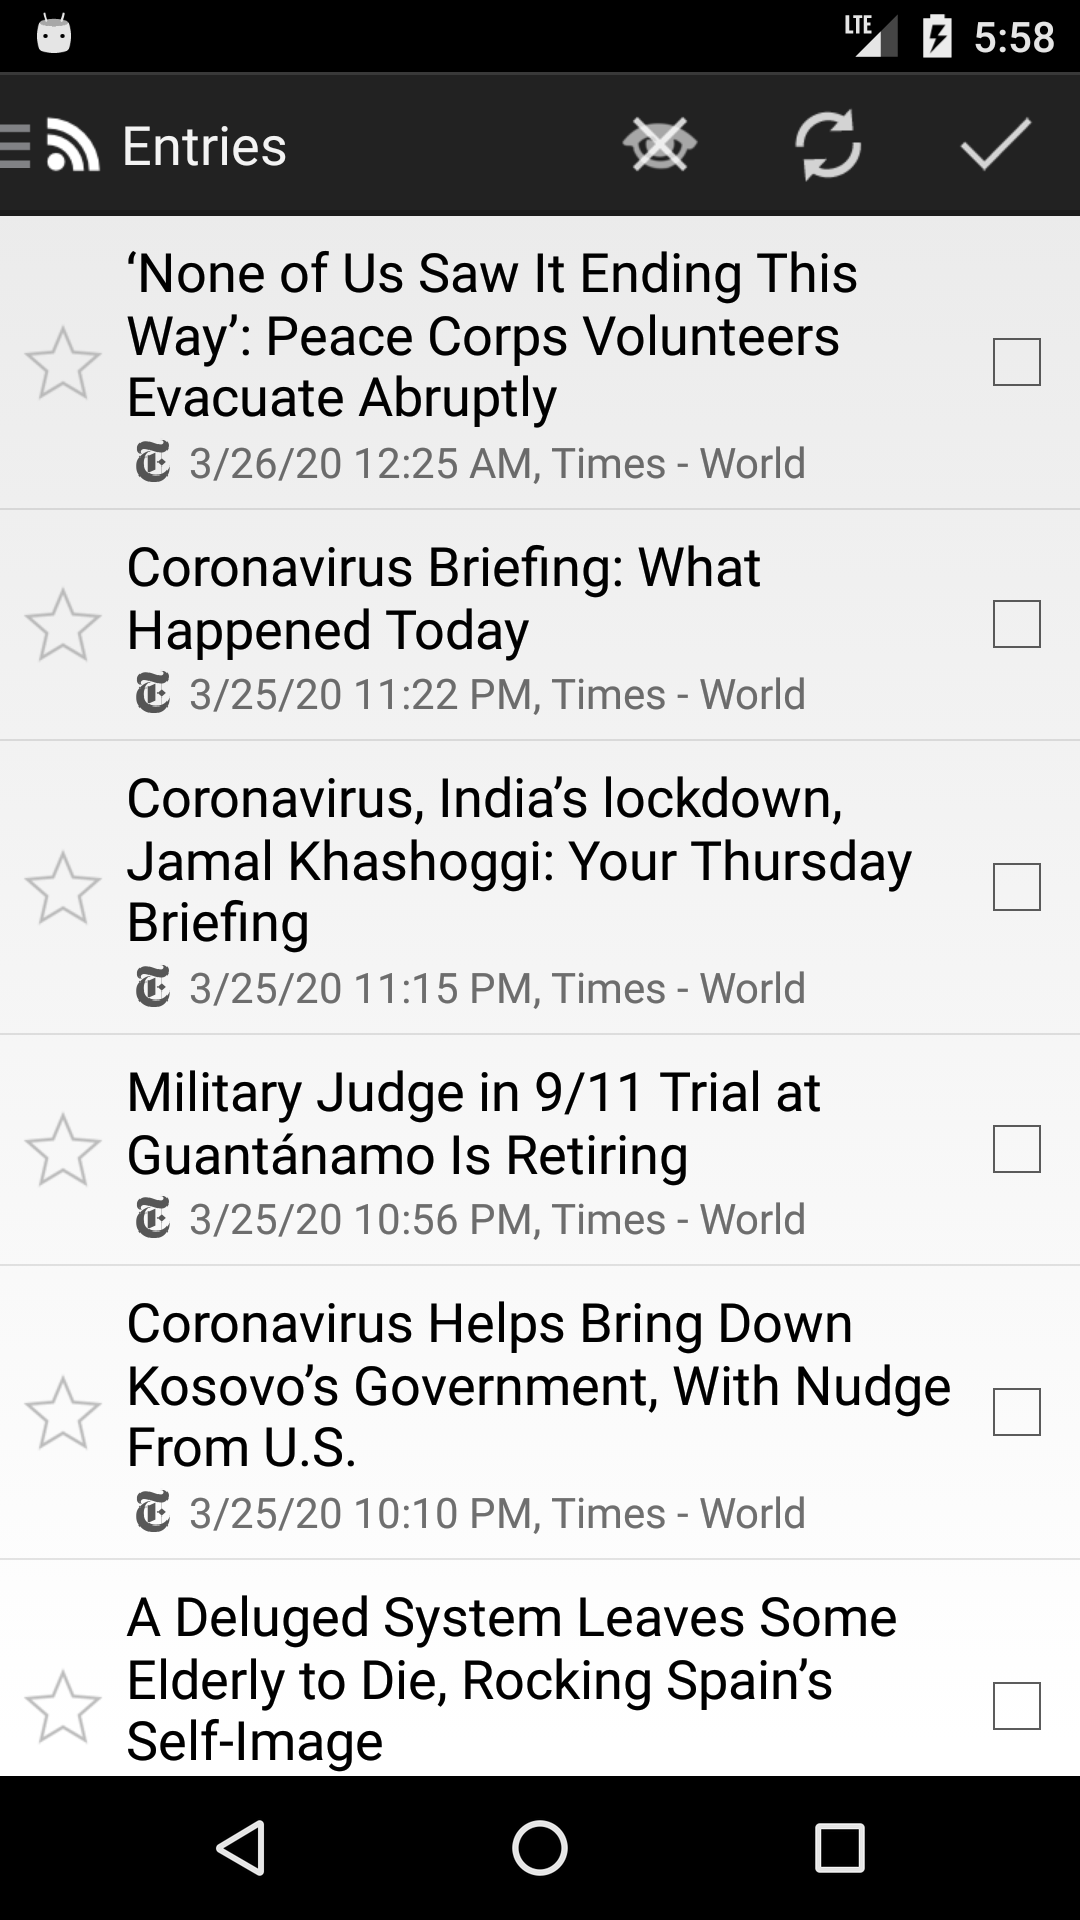 LTE 5:58
Entries
‘None of Us Saw It Ending This
Way’: Peace Corps Volunteers
Evacuate Abruptly
3/26/20 12:25 AM, Times - World
Coronavirus Briefing: What
Happened Today
3/25/20 11:22 PM, Times - World
Coronavirus, India’s lockdown,
Jamal Khashoggi: Your Thursday
Briefing
3/25/20 11:15 PM, Times - World
Military Judge in 9/11 Trial at
Guantánamo Is Retiring
3/25/20 10:56 PM, Times - World
Coronavirus Helps Bring Down
Kosovo’s Government, With Nudge
From U.S.
3/25/20 10:10 PM, Times - World
A Deluged System Leaves Some
Elderly to Die, Rocking Spain’s
Self-Image